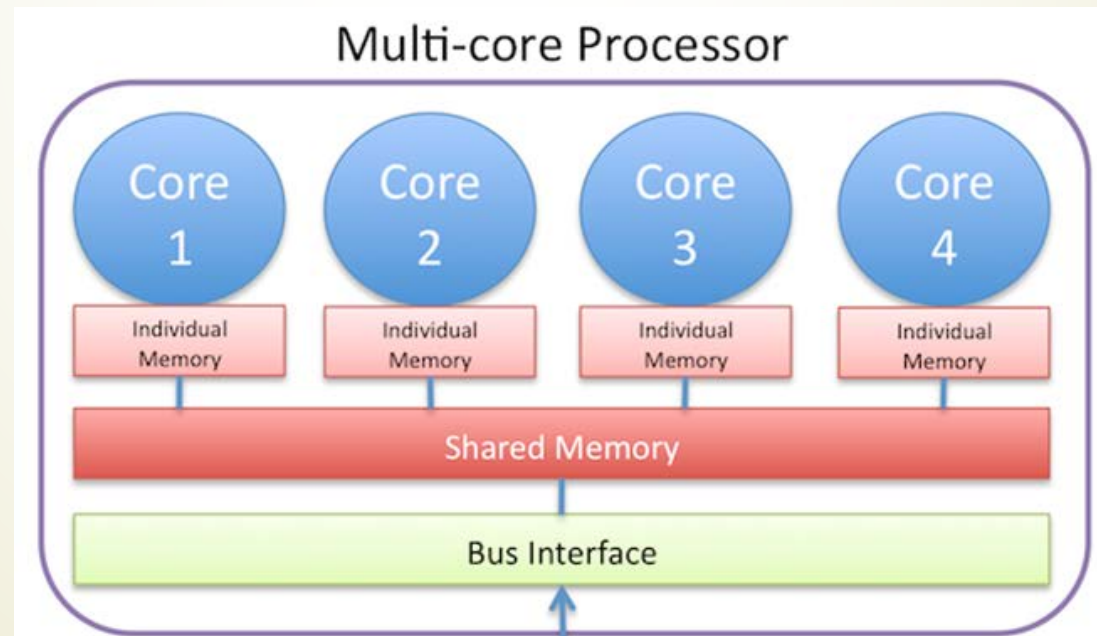 Multi-core Processor
Core
1
Core
2
Core
3
Core
4
Individual
Memory
Individual
Memory
Individual
Memory
Individual
Memory
Shared Memory
Bus Interface